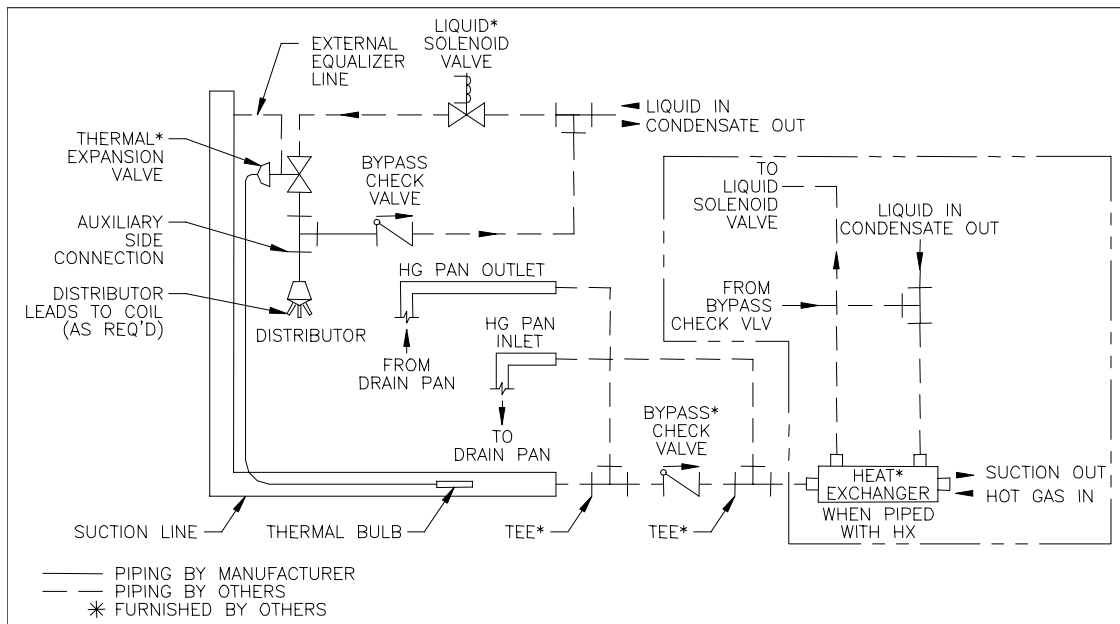 EXTERNAL
EQUALIZER
LINE
LIQUID*
SOLENOID
VALVE
LIQUID IN
CONDENSATE OUT
THERMAL*
EXPANSION
VALVE
BYPASS
CHECK
VALVE
TO
LIQUID
SOLENOID
VALVE
LIQUID IN
CONDENSATE OUT
AUXILIARY
SIDE
CONNECTION
HG PAN OUTLET
DISTRIBUTOR
LEADS TO COIL
(AS REQ'D)
DISTRIBUTOR
FROM
DRAIN PAN
HG PAN
INLET
FROM
BYPASS
CHECK VLV
TO
DRAIN PAN
BYPASS*
CHECK
VALVE
HEAT*
EXCHANGER
SUCTION OUT
HOT GAS IN
WHEN PIPED
WITH HX
SUCTION LINE
THERMAL BULB
TEE*
TEE*
PIPING BY MANUFACTURER
PIPING BY OTHERS
* FURNISHED BY OTHERS